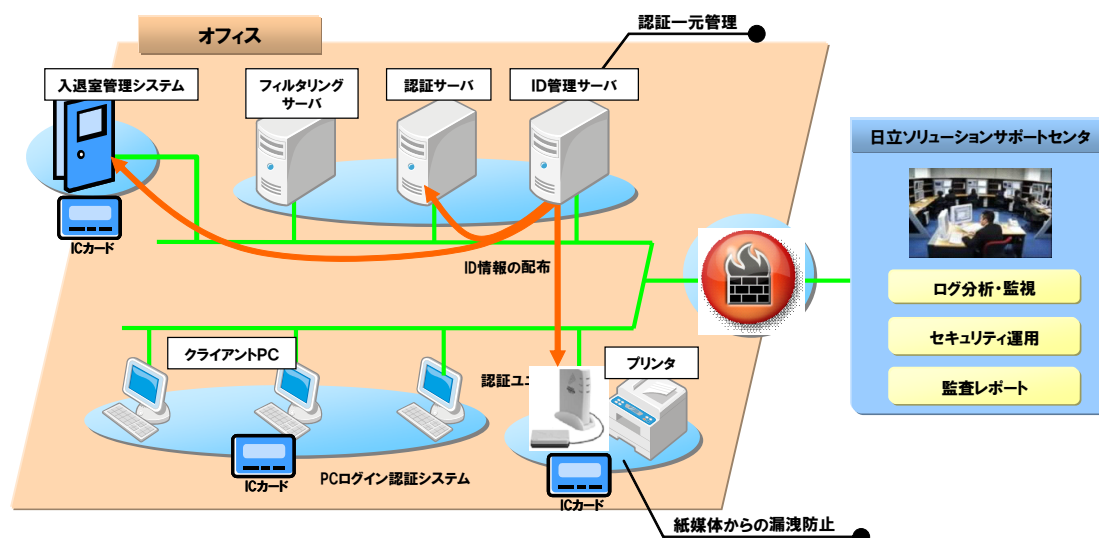 認証一元管理
オフィス
入退室管理システム
フィルタリング
サーバ
認証サーバ
ID管理サーバ
日立ソリューションサポートセンタ
ICカード
ID情報の配布
ログ分析・監視
セキュリティ運用
監査レポート
クライアントPC
プリンタ
認証ユニ
ICカード
PCログイン認証システム
ICカード
紙媒体からの漏洩防止